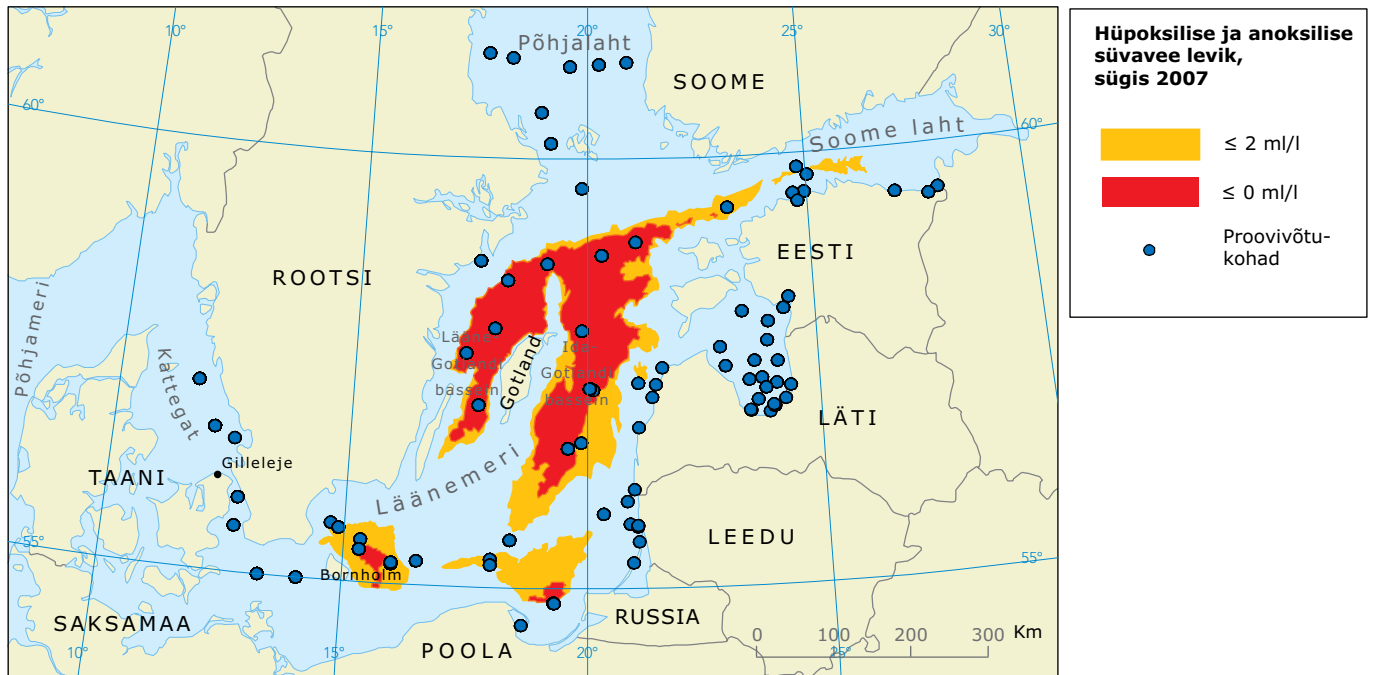 10°
15°
20°
25°
30°
Põhjalaht
SOOME
60°
Soome laht
60°
EESTI
ROOTSI
Põhjameri
Kattegat
Lääne-
Gotlandi
bassein
Gotland
Ida-
Gotlandi
bassein
LÄTI
Gilleleje
TAANI
Läänemeri
LEEDU
55°
55°
Bornholm
SAKSAMAA
RUSSIA
POOLA
0 100 200 300 Km
10°
15°
20°
15°
Hüpoksilise ja anoksilise
süvavee levik,
sügis 2007
≤ 2 ml/l
≤ 0 ml/l
Proovivõtu-
kohad